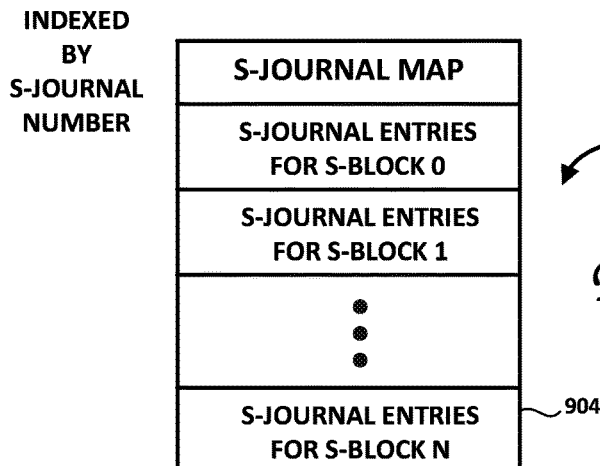 INDEXED
BY
S-JOURNAL
NUMBER
S-JOURNAL MAP
S-JOURNAL ENTRIES
FOR S-BLOCK 0
S-JOURNAL ENTRIES
FOR S-BLOCK 1
S-JOURNAL ENTRIES
FOR S-BLOCK N
904